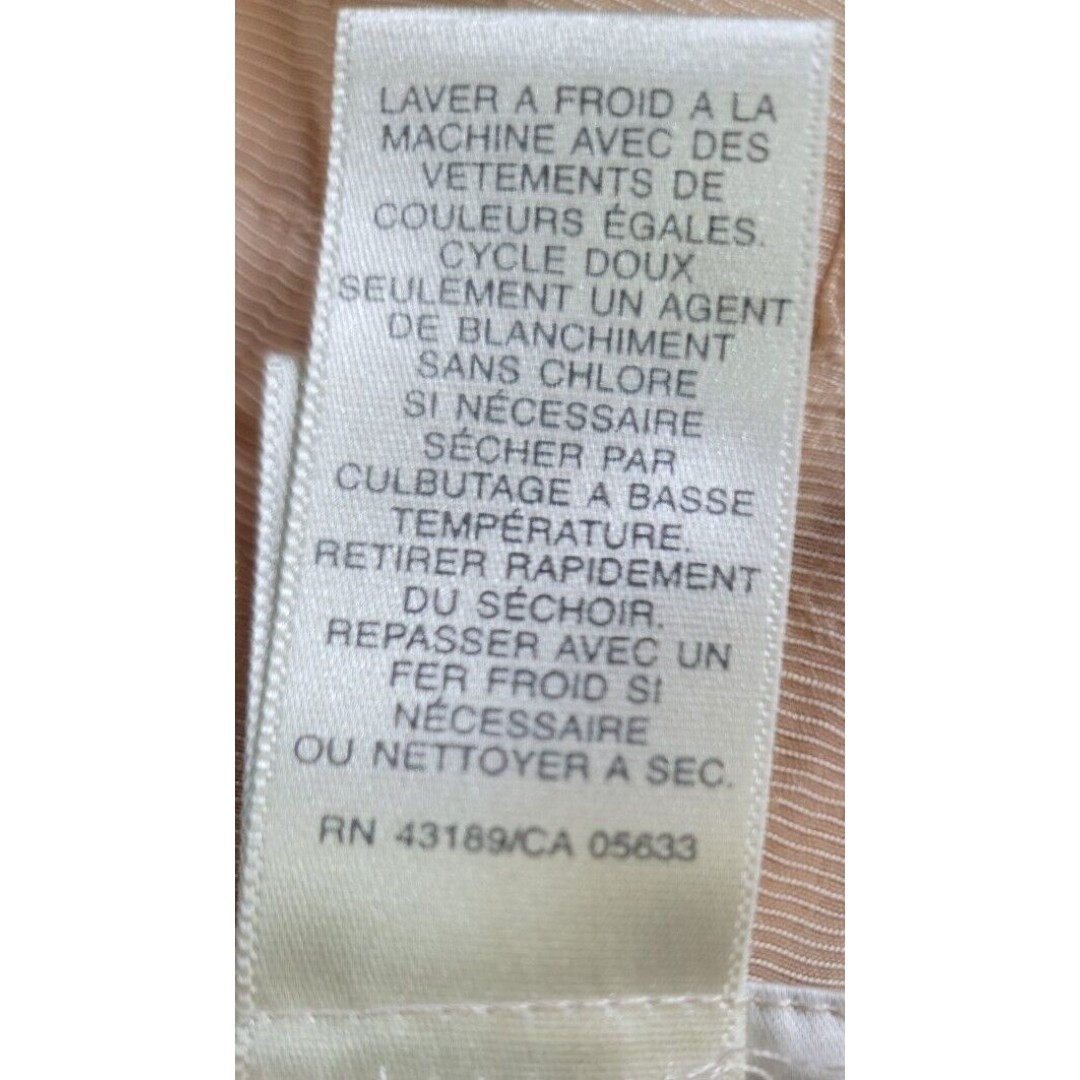 LAVER A FROID A LA
MACHINE AVEC DES
VETEMENTS DE
COULEURS ÉGALES.
CYCLE DOUX
SEULEMENT UN AGENT
DE BLANCHIMENT
SANS CHLORE
SI NÉCESSAIRE
SÉCHER PAR
CULBUTAGE A BASSE
TEMPÉRATURE.
RETIRER RAPIDEMENT
DU SÉCHOIR.
REPASSER AVEC UN
FER FROID SI
NÉCESSAIRE
OU NETTOYER A SEC.
RN 43189/CA 05633